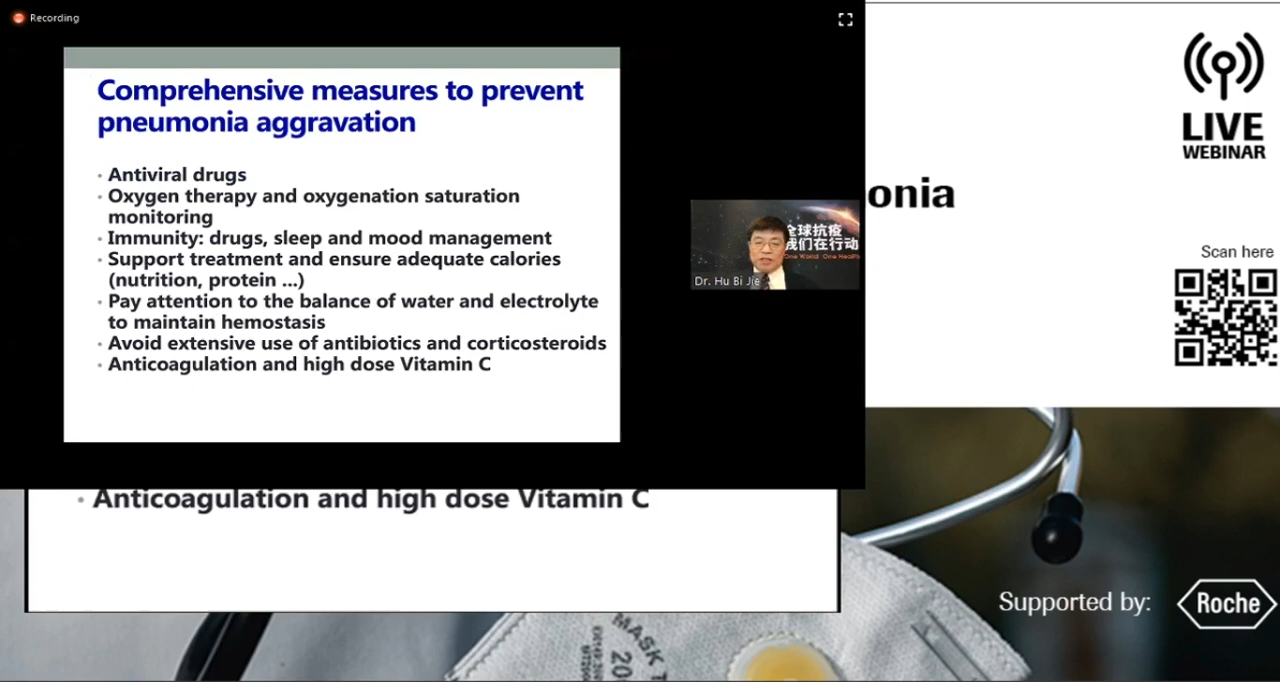 Recording
Comprehensive measures to prevent
pneumonia aggravation
• Antiviral drugs
• Oxygen therapy and oxygenation saturation
monitoring
• Immunity: drugs, sleep and mood management
• Support treatment and ensure adequate calories
(nutrition, protein ...)
• Pay attention to the balance of water and electrolyte
to maintain hemostasis
• Avoid extensive use of antibiotics and corticosteroids
• Anticoagulation and high dose Vitamin C
全球抗疫
我们在行动
One World One Health
Dr. Hu Bi Jie
LIVE
WEBINAR
onia
Scan here
• Anticoagulation and high dose Vitamin C
Supported by:
Roche
MASK